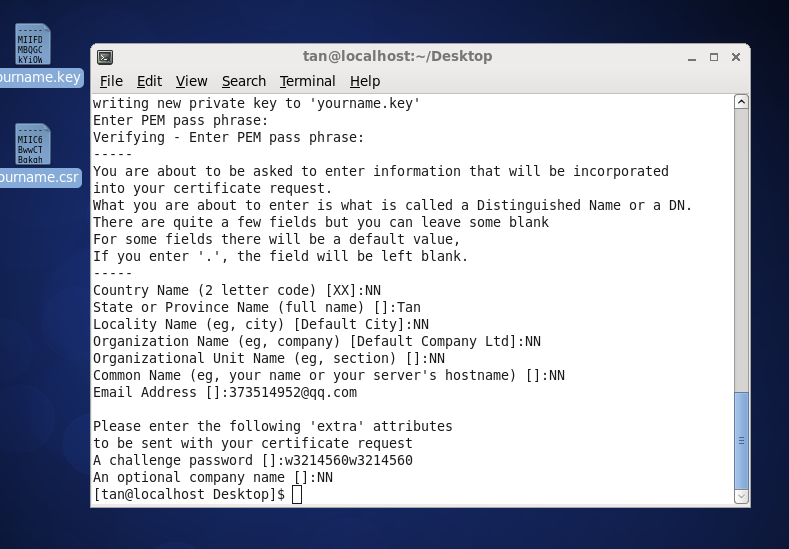 ------
MIIFD
MBQGC
kYiOW
ourname.key
------
MIIC6
BwwCT
Bgkgh
ourname.csr
tan@localhost:~/Desktop
File Edit View Search Terminal Help
writing new private key to 'yourname.key'
Enter PEM pass phrase:
Verifying - Enter PEM pass phrase:
-----
You are about to be asked to enter information that will be incorporated
into your certificate request.
What you are about to enter is what is called a Distinguished Name or a DN.
There are quite a few fields but you can leave some blank
For some fields there will be a default value,
If you enter '.', the field will be left blank.
-----
Country Name (2 letter code) [XX]:NN
State or Province Name (full name) []:Tan
Locality Name (eg, city) [Default City]:NN
Organization Name (eg, company) [Default Company Ltd]:NN
Organizational Unit Name (eg, section) []:NN
Common Name (eg, your name or your server's hostname) []:NN
Email Address []:373514952@qq.com
Please enter the following 'extra' attributes
to be sent with your certificate request
A challenge password []:w3214560w3214560
An optional company name []:NN
[tan@localhost Desktop]$